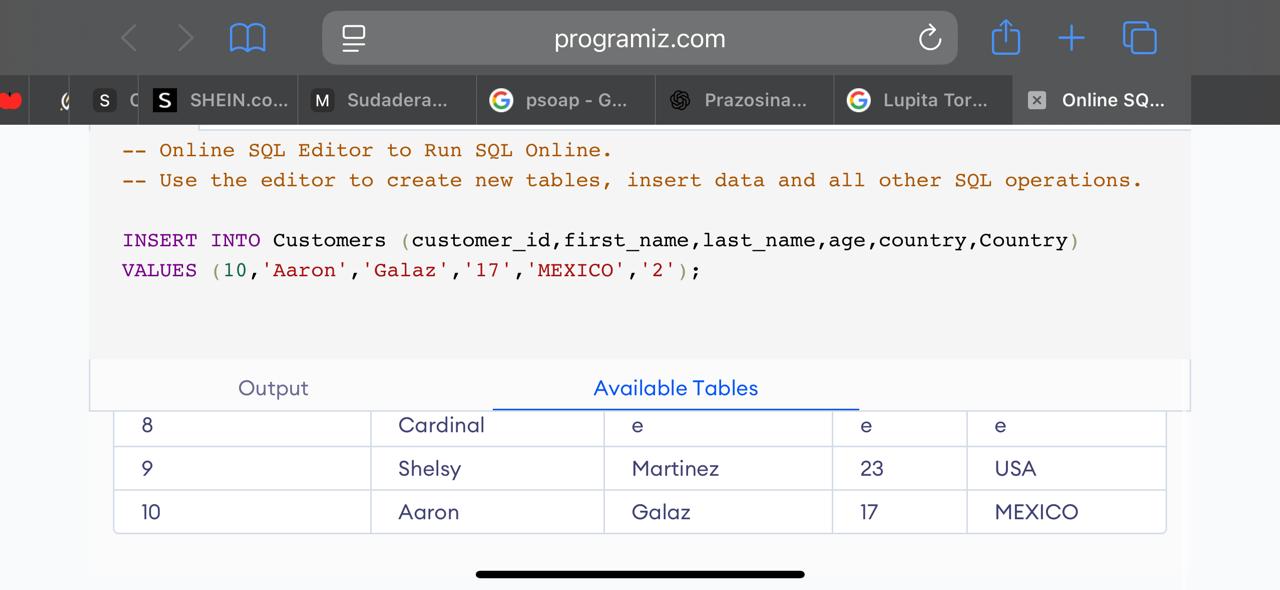 programiz.com
S C
S SHEIN.co...
M Sudadera...
psoap - G...
Prazosina...
Lupita Tor...
Online SQ...
-- Online SQL Editor to Run SQL Online.
-- Use the editor to create new tables, insert data and all other SQL operations.
INSERT INTO Customers (customer_id,first_name,last_name,age,country,Country)
VALUES (10,'Aaron','Galaz','17','MEXICO','2');
Output Available Tables
8 Cardinal e e e
9 Shelsy Martinez 23 USA
10 Aaron Galaz 17 MEXICO